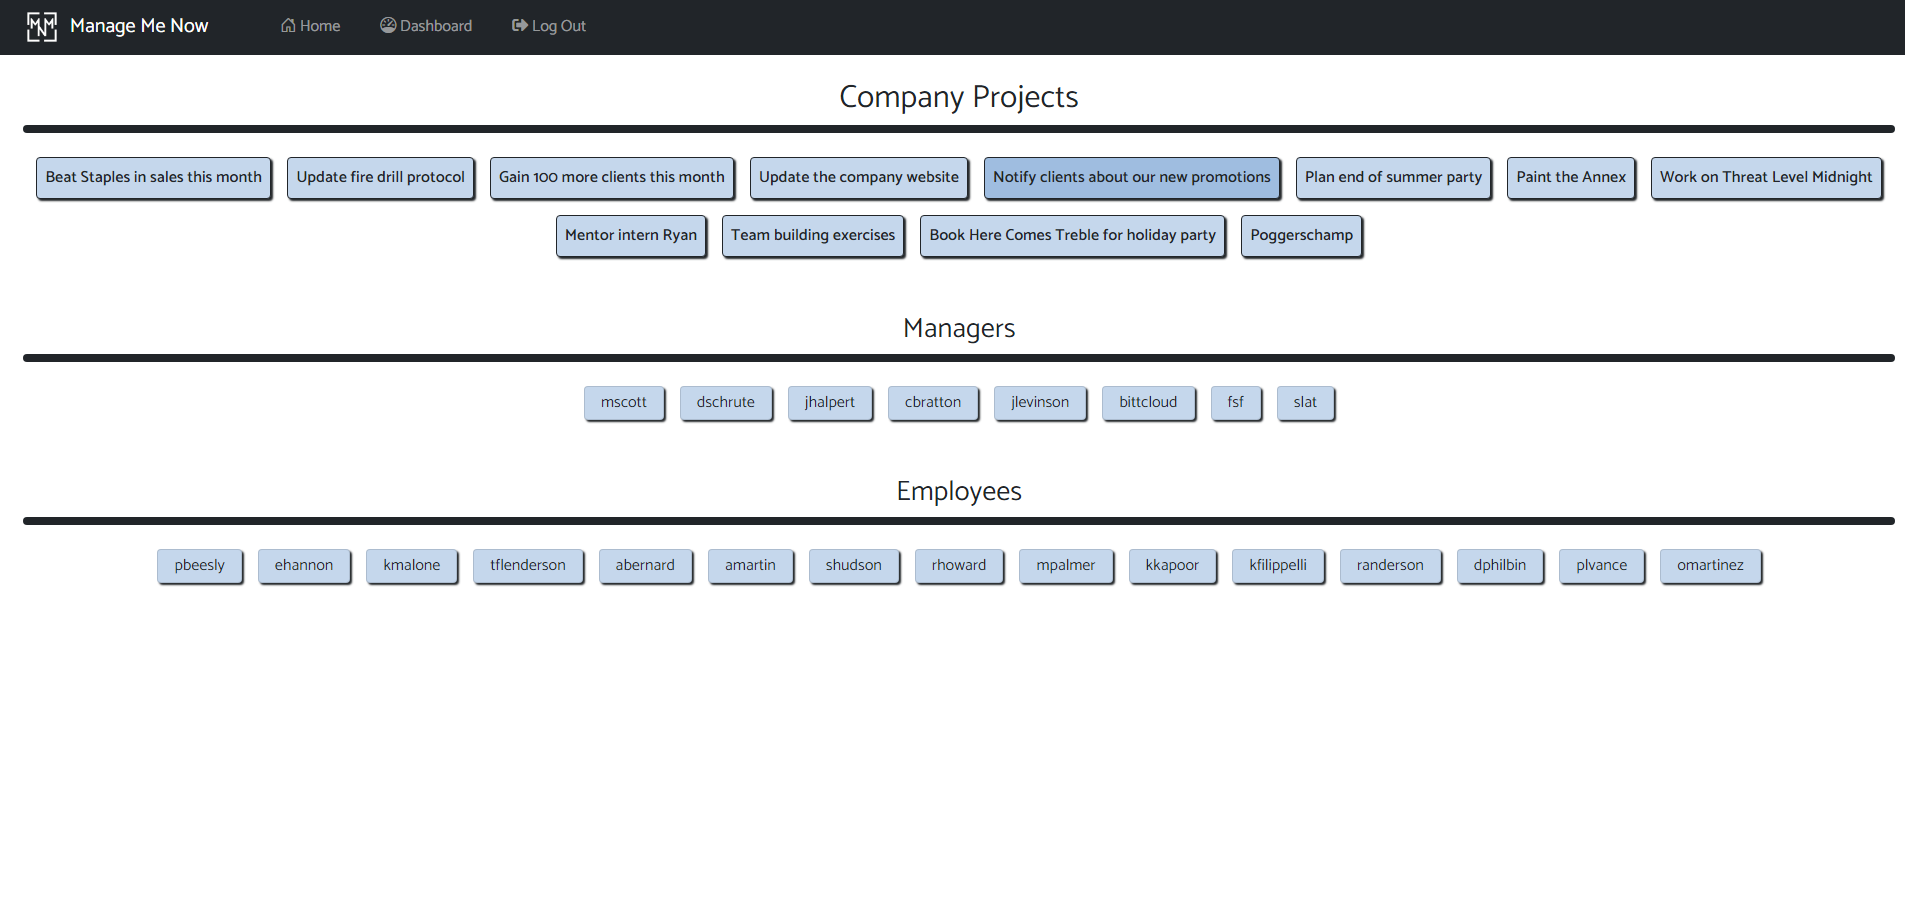 MNM Manage Me Now Home Dashboard Log Out
Company Projects
Beat Staples in sales this month Update fire drill protocol Gain 100 more clients this month Update the company website Notify clients about our new promotions Plan end of summer party Paint the Annex Work on Threat Level Midnight
Mentor intern Ryan Team building exercises Book Here Comes Treble for holiday party Poggerschamp
Managers
mscott dschrute jhalpert cbratton jlevinson bittcloud fsf slat
Employees
pbeesly ehannon kmalone tflenderson abernard amartin shudson rhoward mpalmer kkapoor kfilippelli randerson dphilbin plvance omartinez